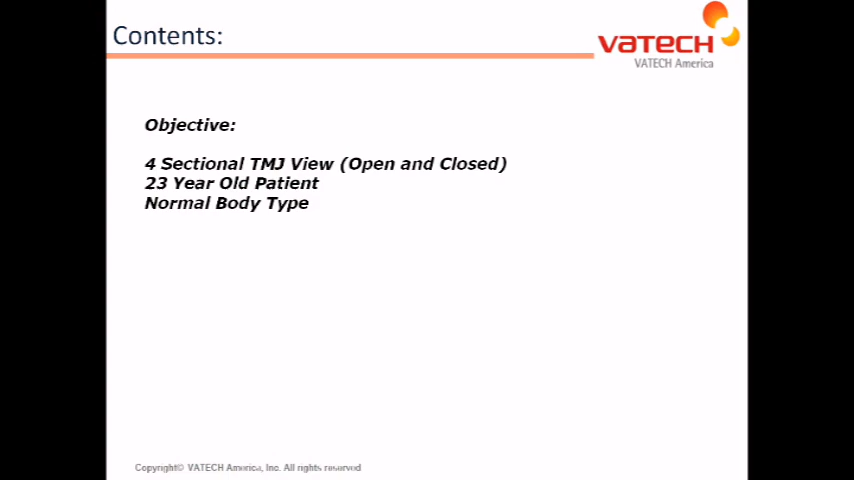 Contents:
VATECH
VATECH America
Objective:
4 Sectional TMJ View (Open and Closed)
23 Year Old Patient
Normal Body Type
Copyright© VATECH America, Inc. All rights reserved